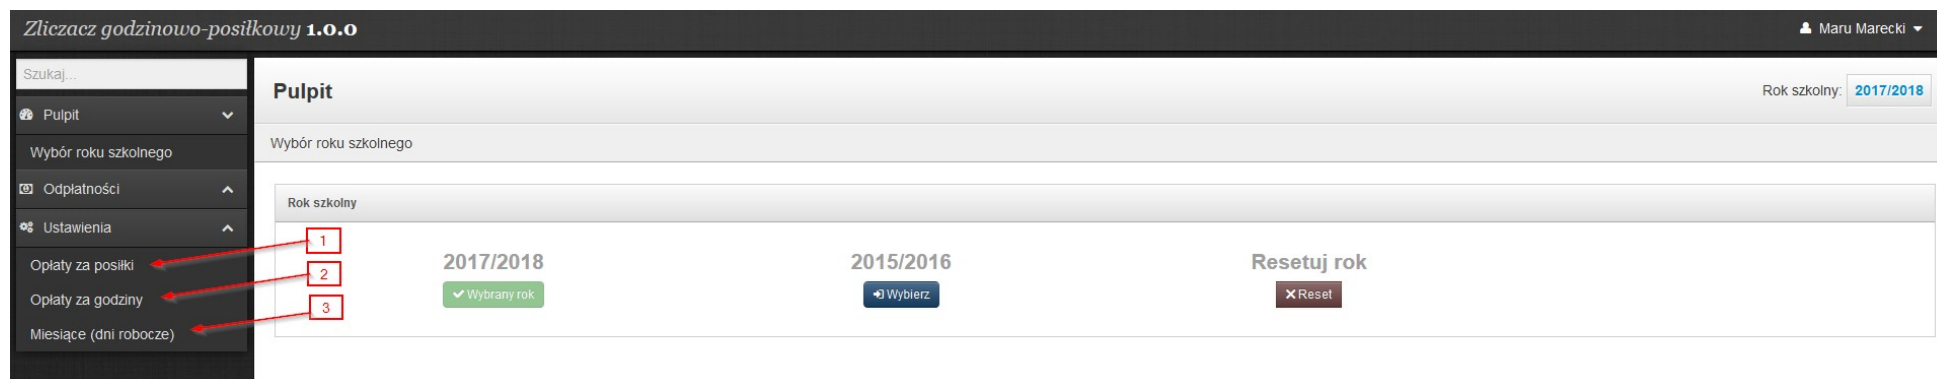 Zliczacz godzinowo-posiłkowy 1.0.0
Maru Marecki
Szukaj...
Pulpit
Wybór roku szkolnego
Odpłatności
Ustawienia
Opłaty za posiłki
Opłaty za godziny
Miesiące (dni robocze)
Pulpit
Rok szkolny: 2017/2018
Wybór roku szkolnego
Rok szkolny
1
2
3
2017/2018
Wybrany rok
2015/2016
Wybierz
Resetuj rok
Reset